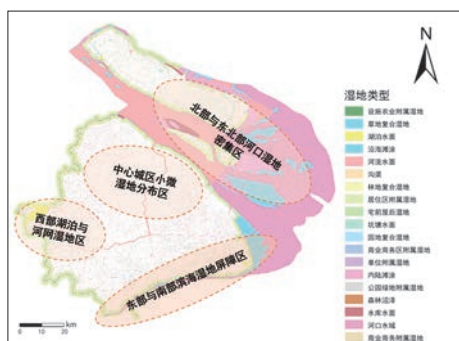 N
湿地类型
设施农业附属湿地
草地复合湿地
湖泊水面
沿海滩涂
河流水面
沟渠
林地复合湿地
居住区附属湿地
宅前屋后湿地
坑塘水面
园地复合湿地
商业商务区附属湿地
单位附属湿地
内陆滩涂
公园绿地附属湿地
森林沼泽
水库水面
河口水域
商业商务附属湿地
北部与东北部河口湿地
密集区
中心城区小微
湿地分布区
西部湖泊与
河网湿地区
东部与南部滨海湿地屏障区
0 10 20
km